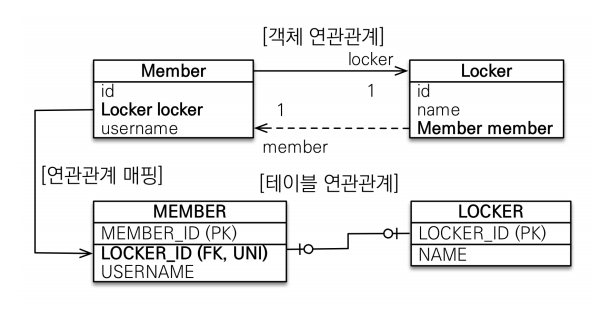 [객체 연관관계]
locker
Member
id
Locker locker
username
1
Locker
id
name
Member member
1
member
[연관관계 매핑]
[테이블 연관관계]
MEMBER
MEMBER_ID (PK)
LOCKER_ID (FK, UNI)
USERNAME
LOCKER
LOCKER_ID (PK)
NAME